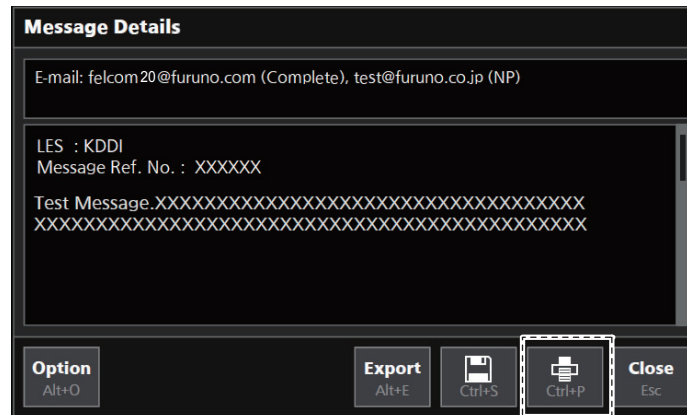 Message Details
E-mail: felcom20@furuno.com (Complete), test@furuno.co.jp (NP)
LES : KDDI
Message Ref. No. : XXXXXX
Test Message.XXXXXXXXXXXXXXXXXXXXXXXXXXXXXXXXXXX
XXXXXXXXXXXXXXXXXXXXXXXXXXXXXXXXXXXXXXXXXXXXX
Option Export Close
Alt+O Alt+E Ctrl+S Ctrl+P Esc